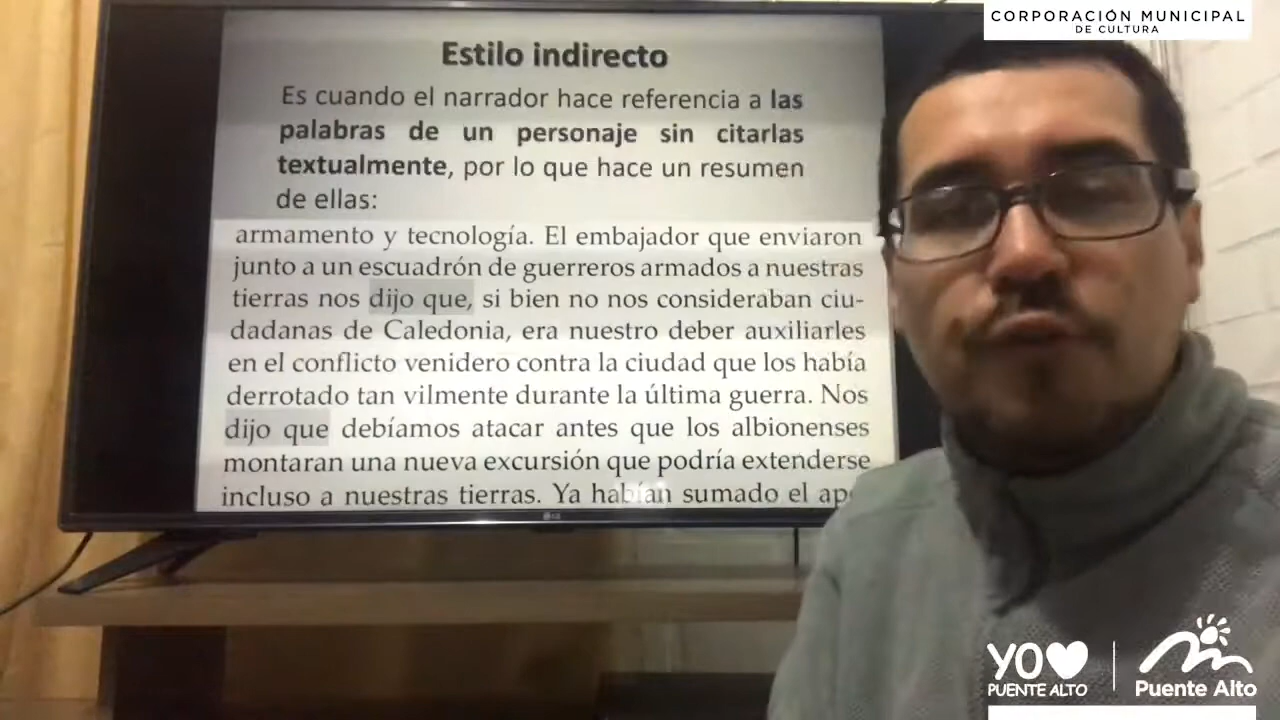 CORPORACIÓN MUNICIPAL
DE CULTURA
Estilo indirecto
Es cuando el narrador hace referencia a las
palabras de un personaje sin citarlas
textualmente, por lo que hace un resumen
de ellas:
armamento y tecnología. El embajador que enviaron
junto a un escuadrón de guerreros armados a nuestras
tierras nos dijo que, si bien no nos consideraban ciu-
dadanas de Caledonia, era nuestro deber auxiliarles
en el conflicto venidero contra la ciudad que los había
derrotado tan vilmente durante la última guerra. Nos
dijo que debíamos atacar antes que los albionenses
montaran una nueva excursión que podría extenderse
incluso a nuestras tierras. Ya habían sumado el apo
LG
YO
PUENTE ALTO
Puente Alto